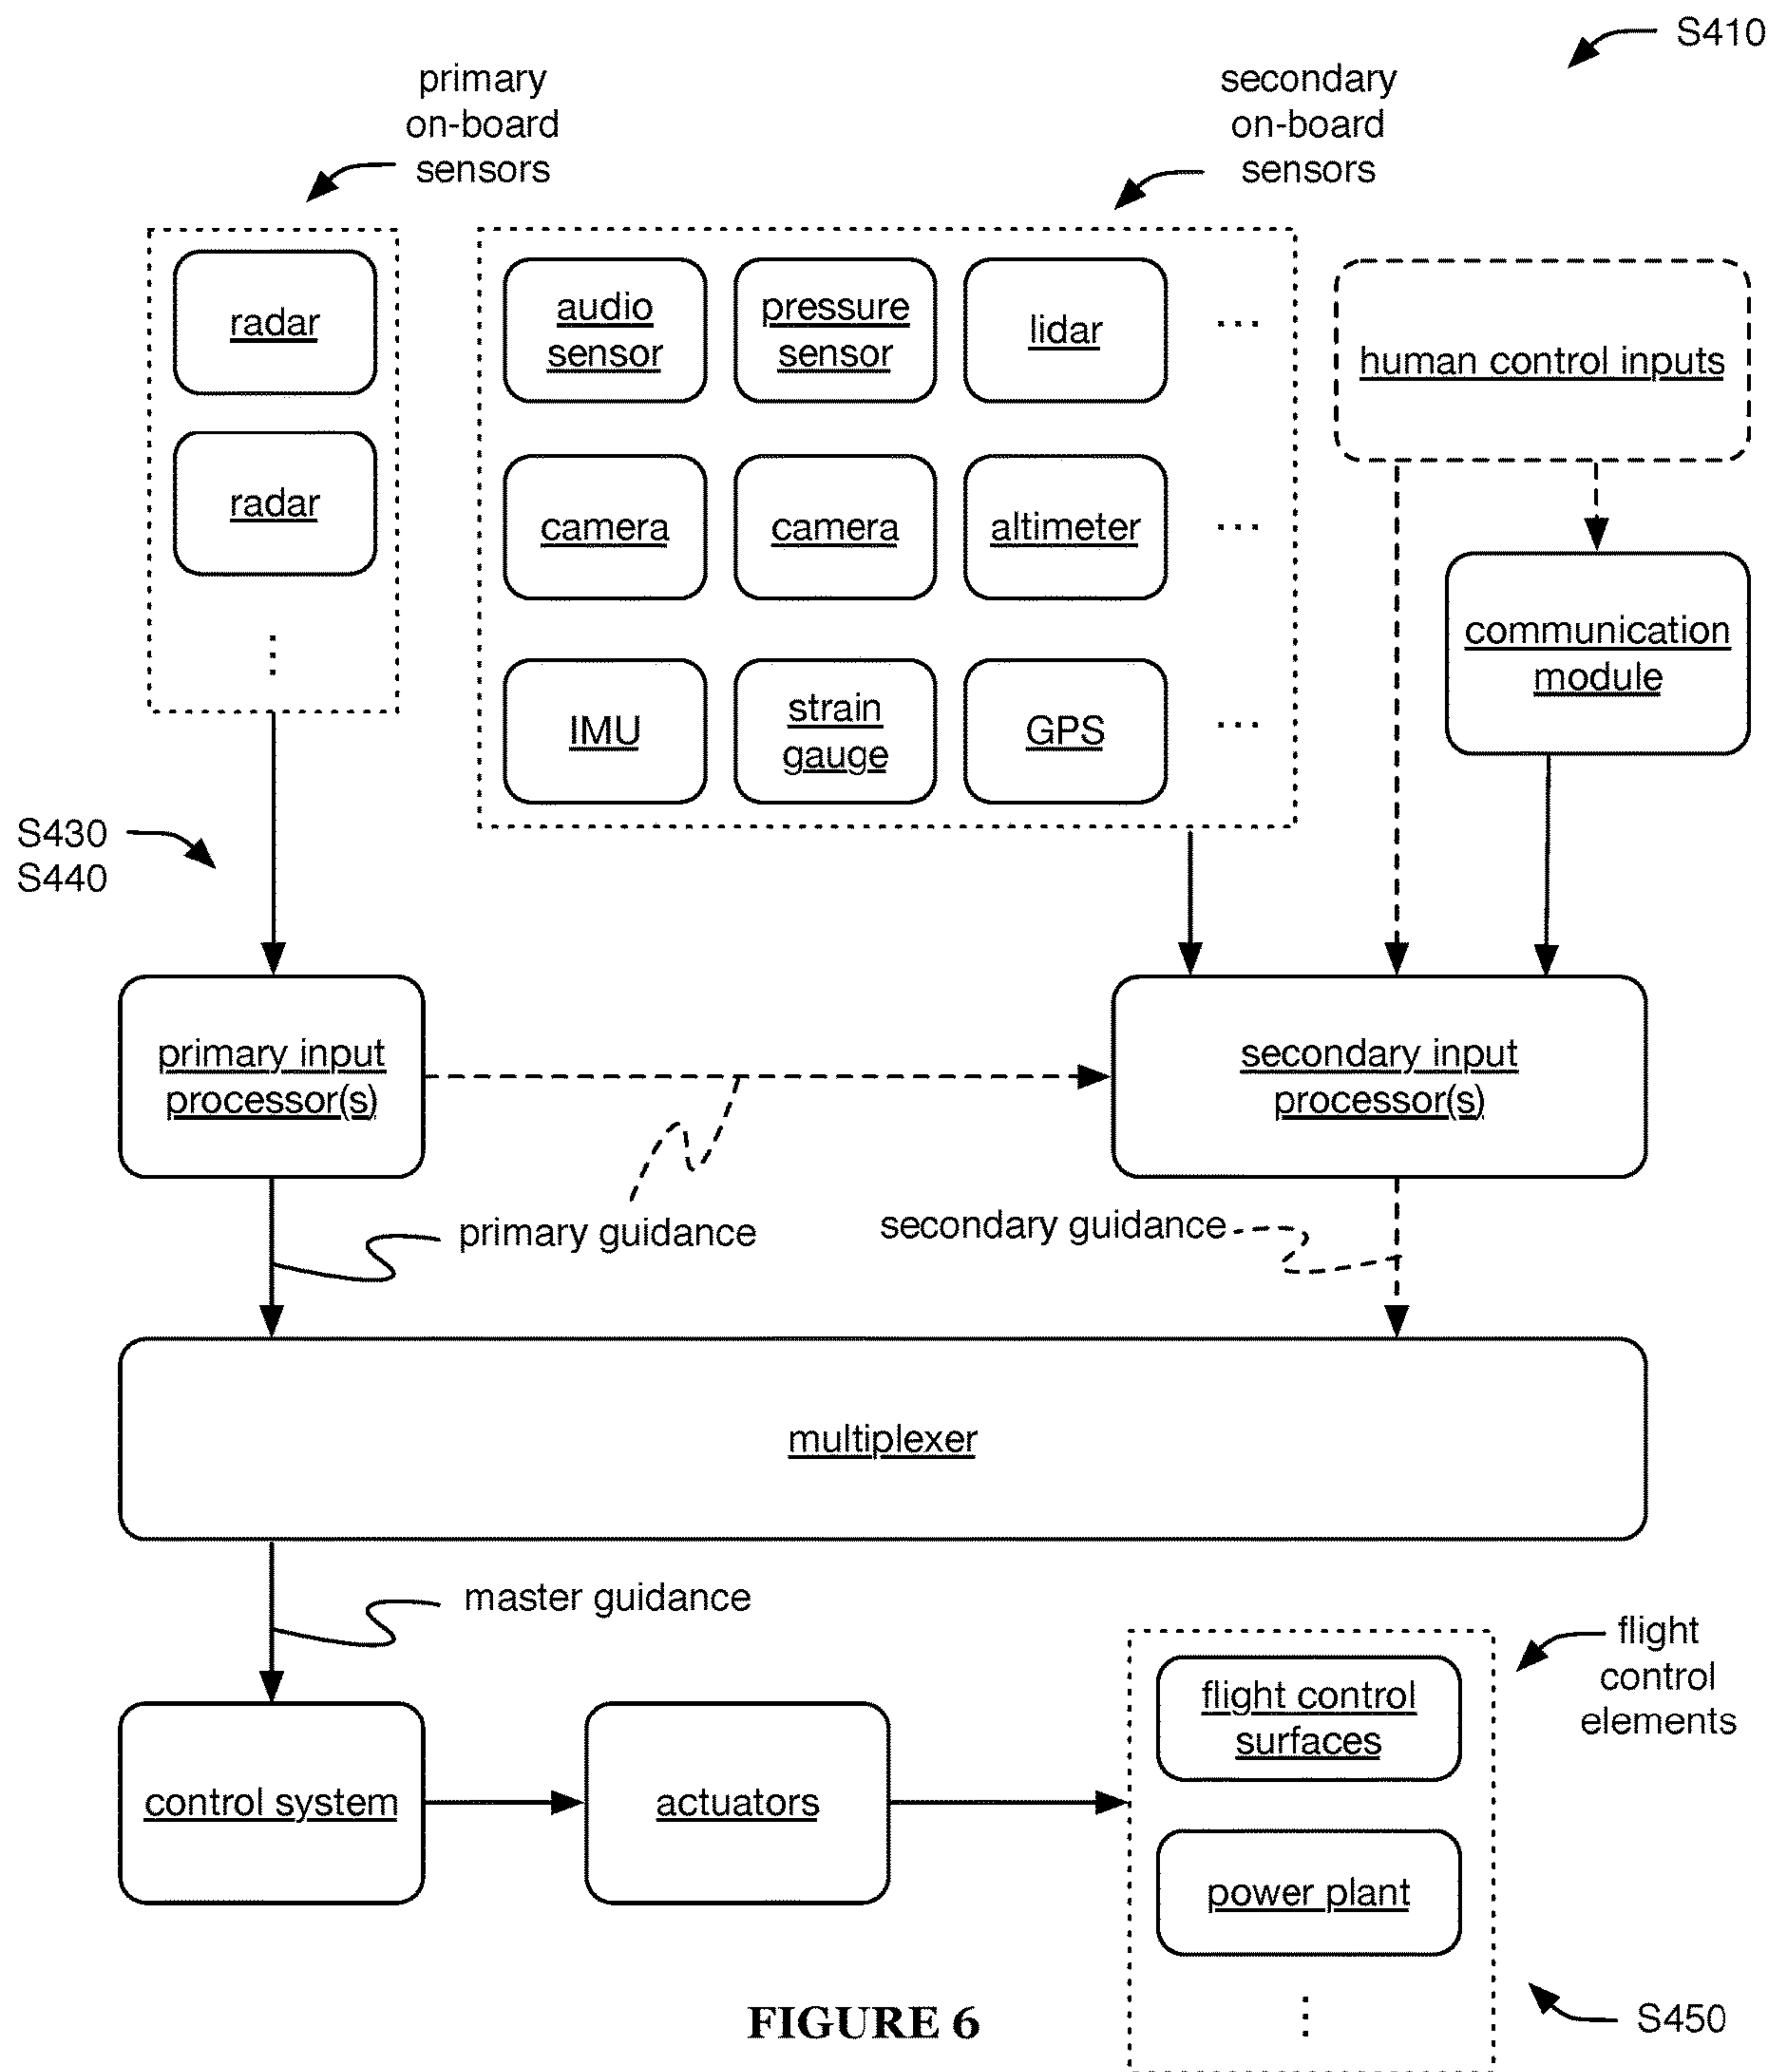 S410
primary
on-board
sensors
secondary
on-board
sensors
radar
radar
⋮
audio
sensor
pressure
sensor
lidar
...
camera
camera
altimeter
...
IMU
strain
gauge
GPS
...
human control inputs
communication
module
S430
S440
primary input
processor(s)
secondary input
processor(s)
primary guidance
secondary guidance
multiplexer
master guidance
control system
actuators
flight control
surfaces
power plant
⋮
flight
control
elements
S450
FIGURE 6